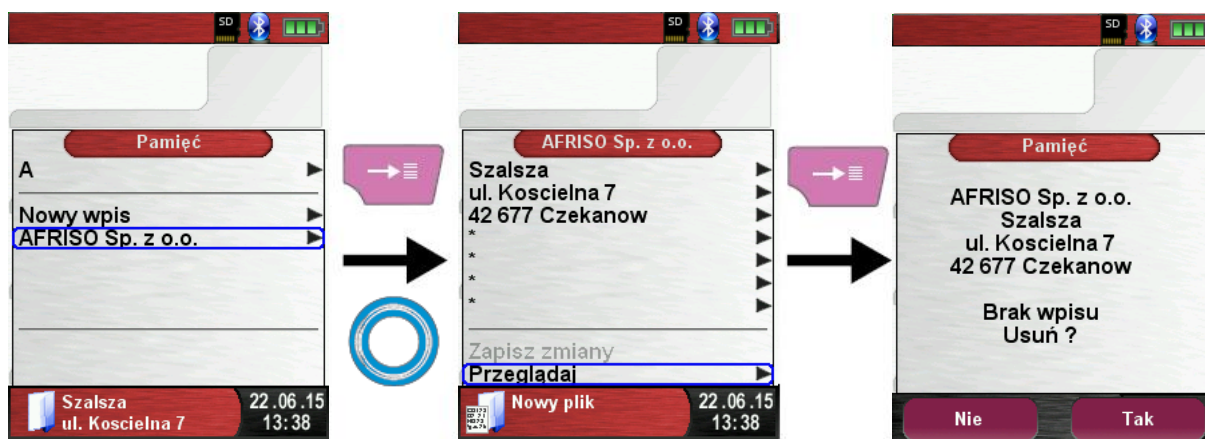 SD
Pamięć
A
Nowy wpis
AFRISO Sp. z o.o.
Szalsza
ul. Koscielna 7
22.06.15
13:38
SD
AFRISO Sp. z o.o.
Szalsza
ul. Koscielna 7
42 677 Czekanow
*
*
*
*
Zapisz zmiany
Przeglądaj
Nowy plik
22.06.15
13:38
SD
Pamięć
AFRISO Sp. z o.o.
Szalsza
ul. Koscielna 7
42 677 Czekanow
Brak wpisu
Usuń ?
Nie
Tak